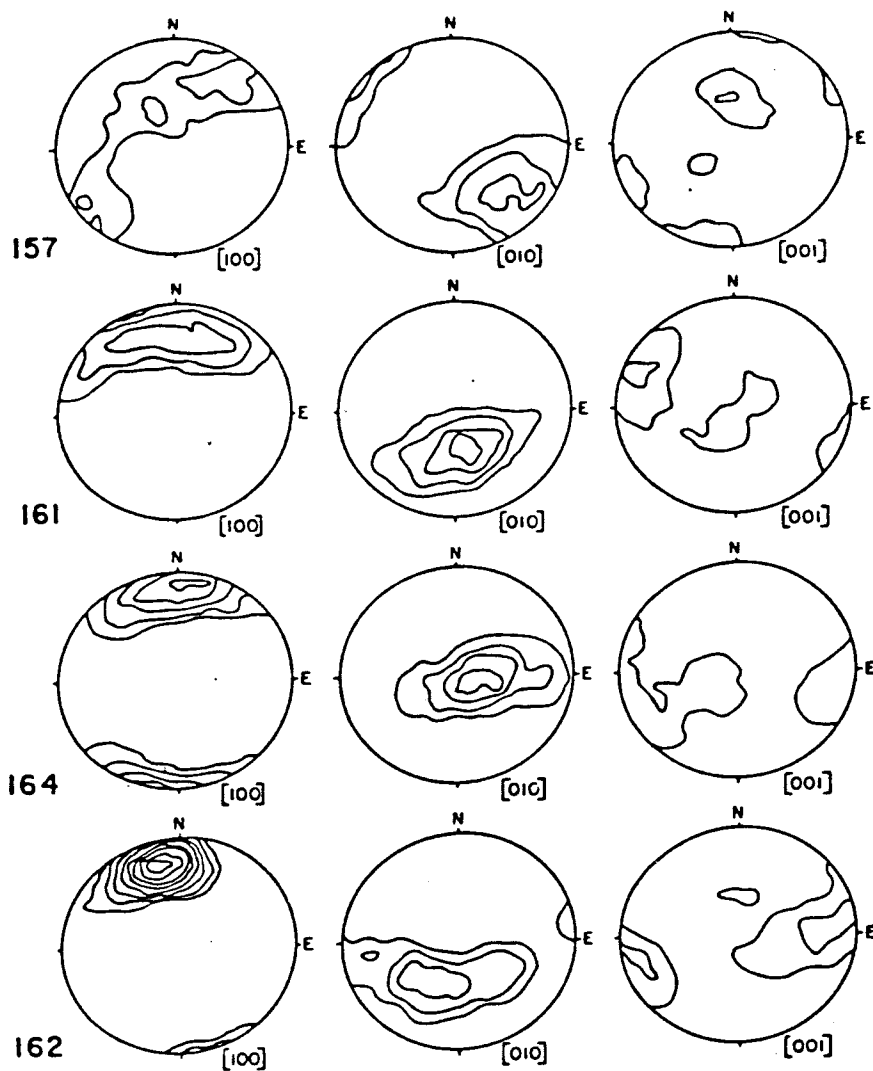 N N N
E E E
157 [100] [010] [001]
N N N
E E E
161 [100] [010] [001]
N N N
E E E
164 [100] [010] [001]
N N N
E E E
162 [100] [010] [001]